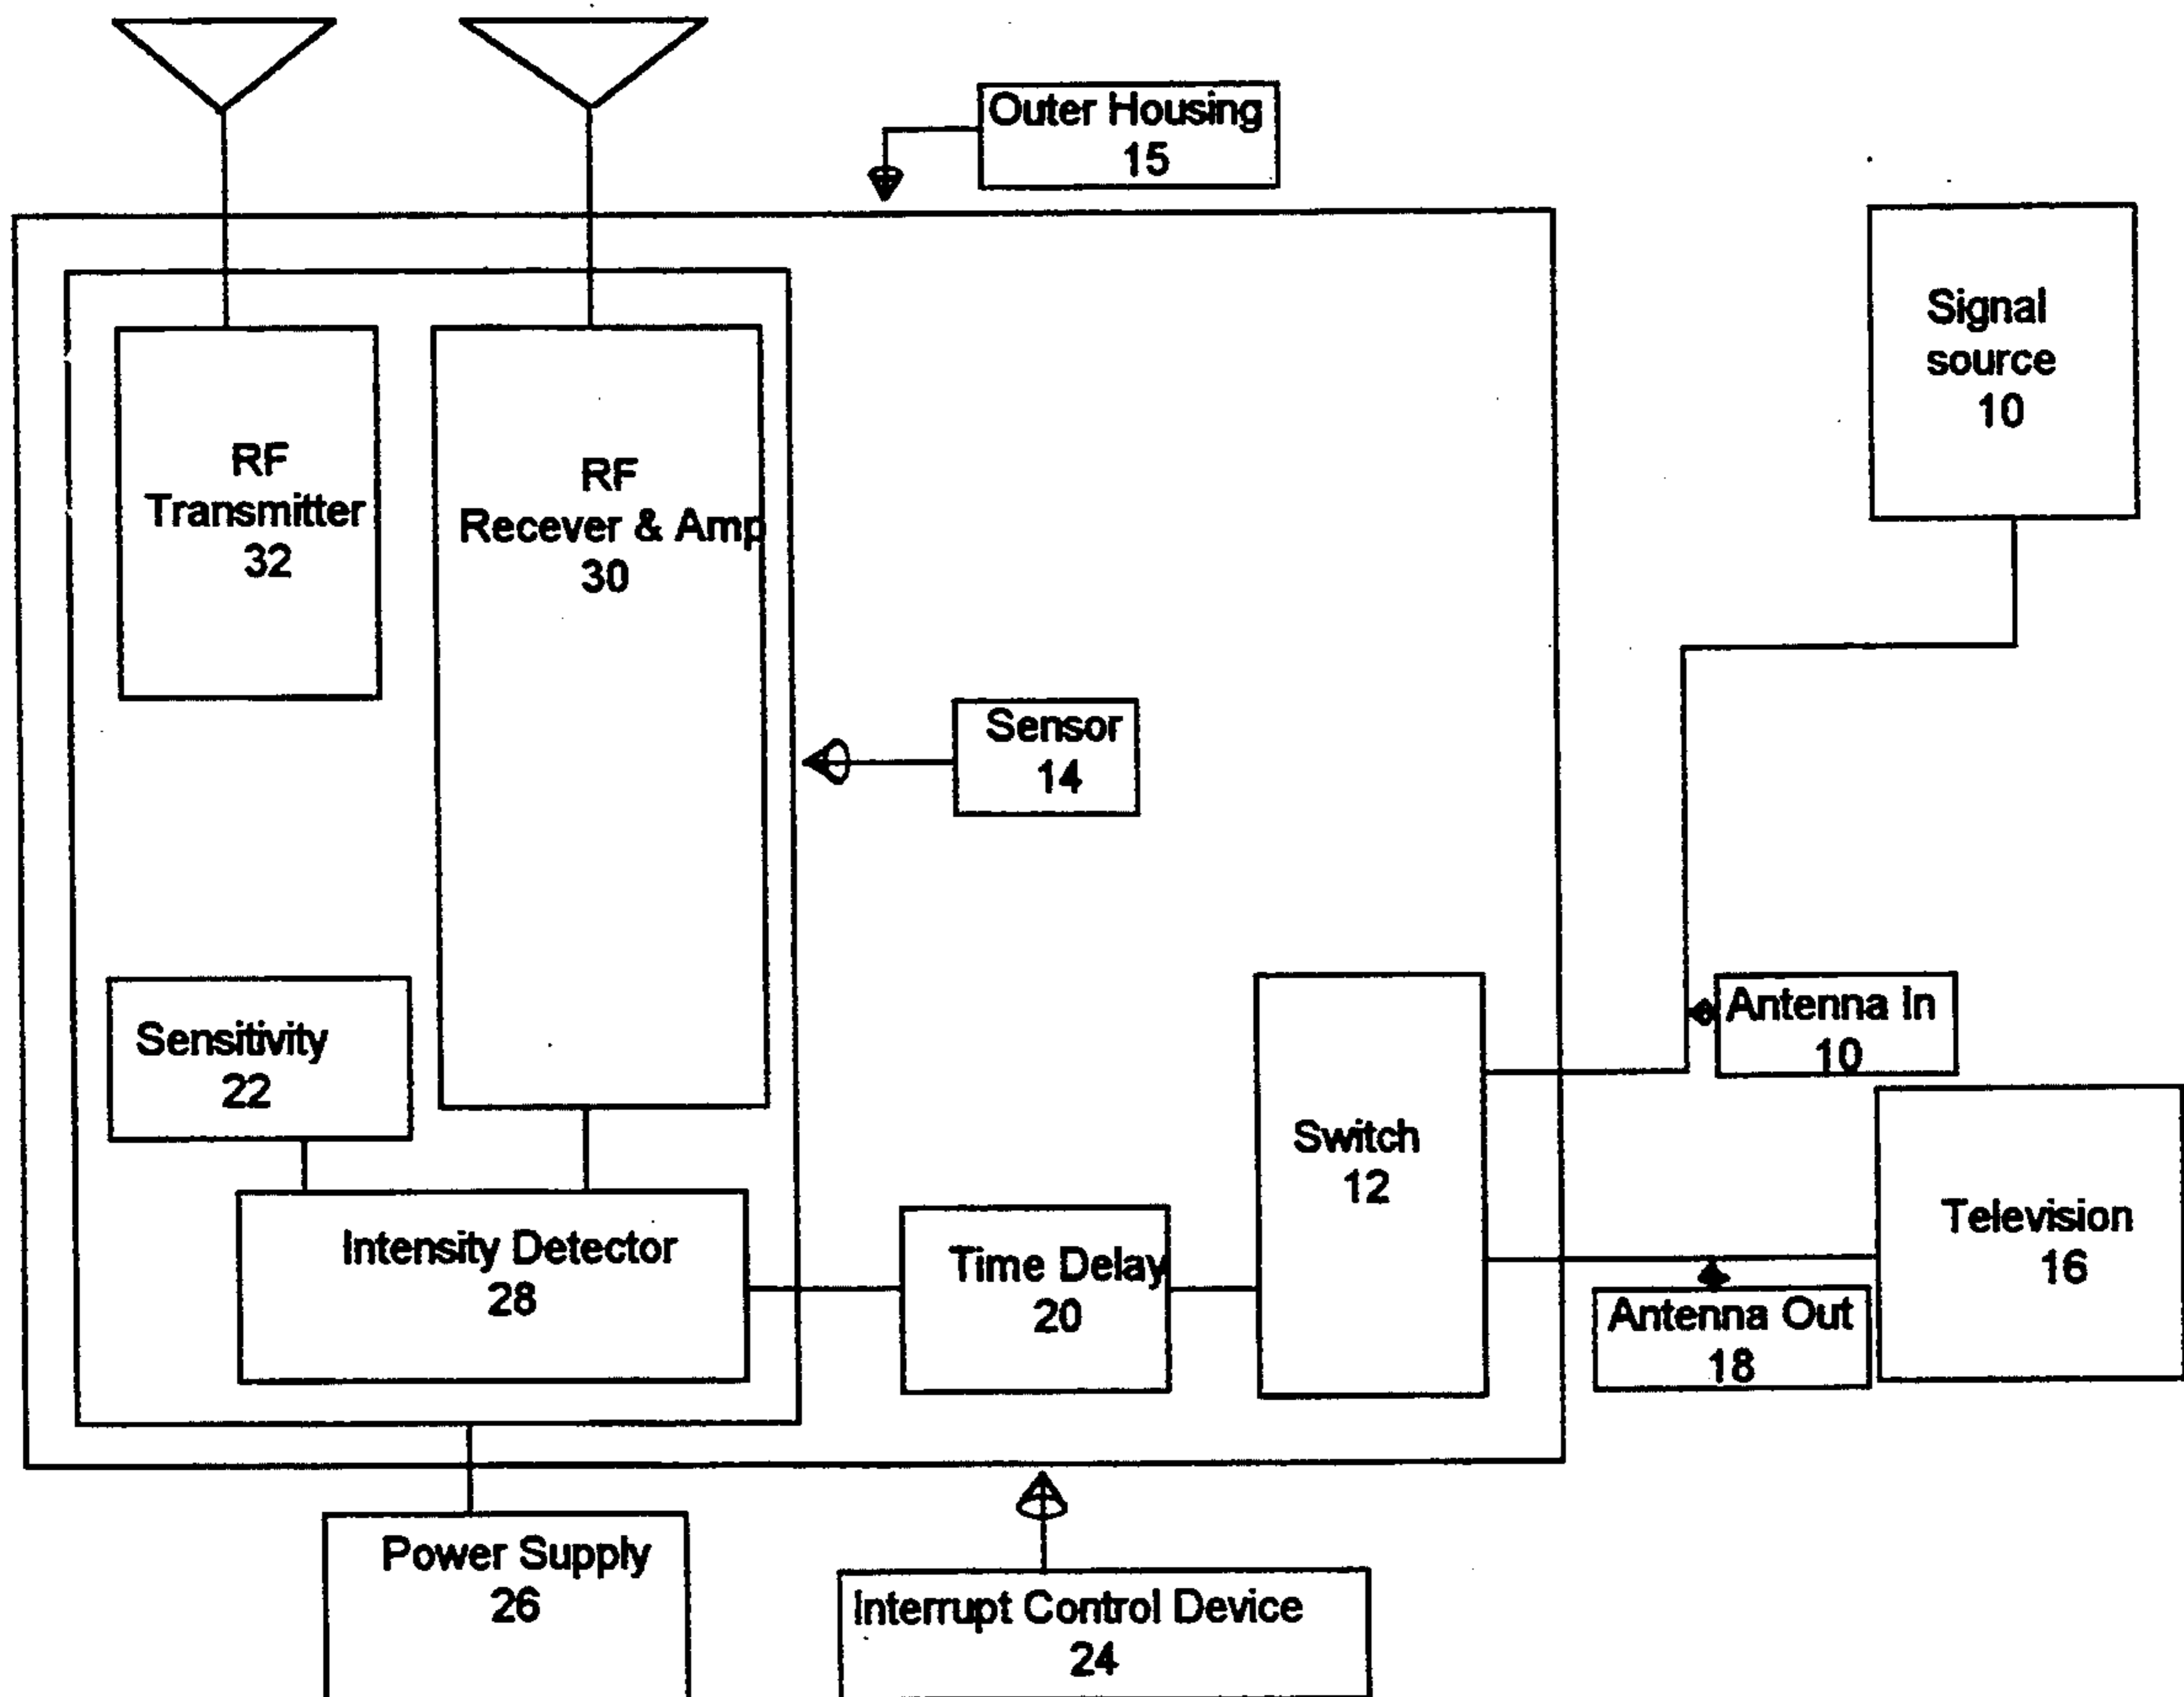 Outer Housing
15
Signal
source
10
RF
Transmitter
32
RF
Recever & Amp
30
Sensor
14
Sensitivity
22
Antenna In
10
Switch
12
Television
16
Intensity Detector
28
Time Delay
20
Antenna Out
18
Power Supply
26
Interrupt Control Device
24